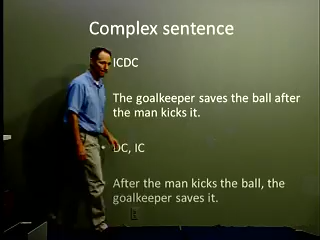 Complex sentence
ICDC
The goalkeeper saves the ball after
the man kicks it.
DC, IC
After the man kicks the ball, the
goalkeeper saves it.